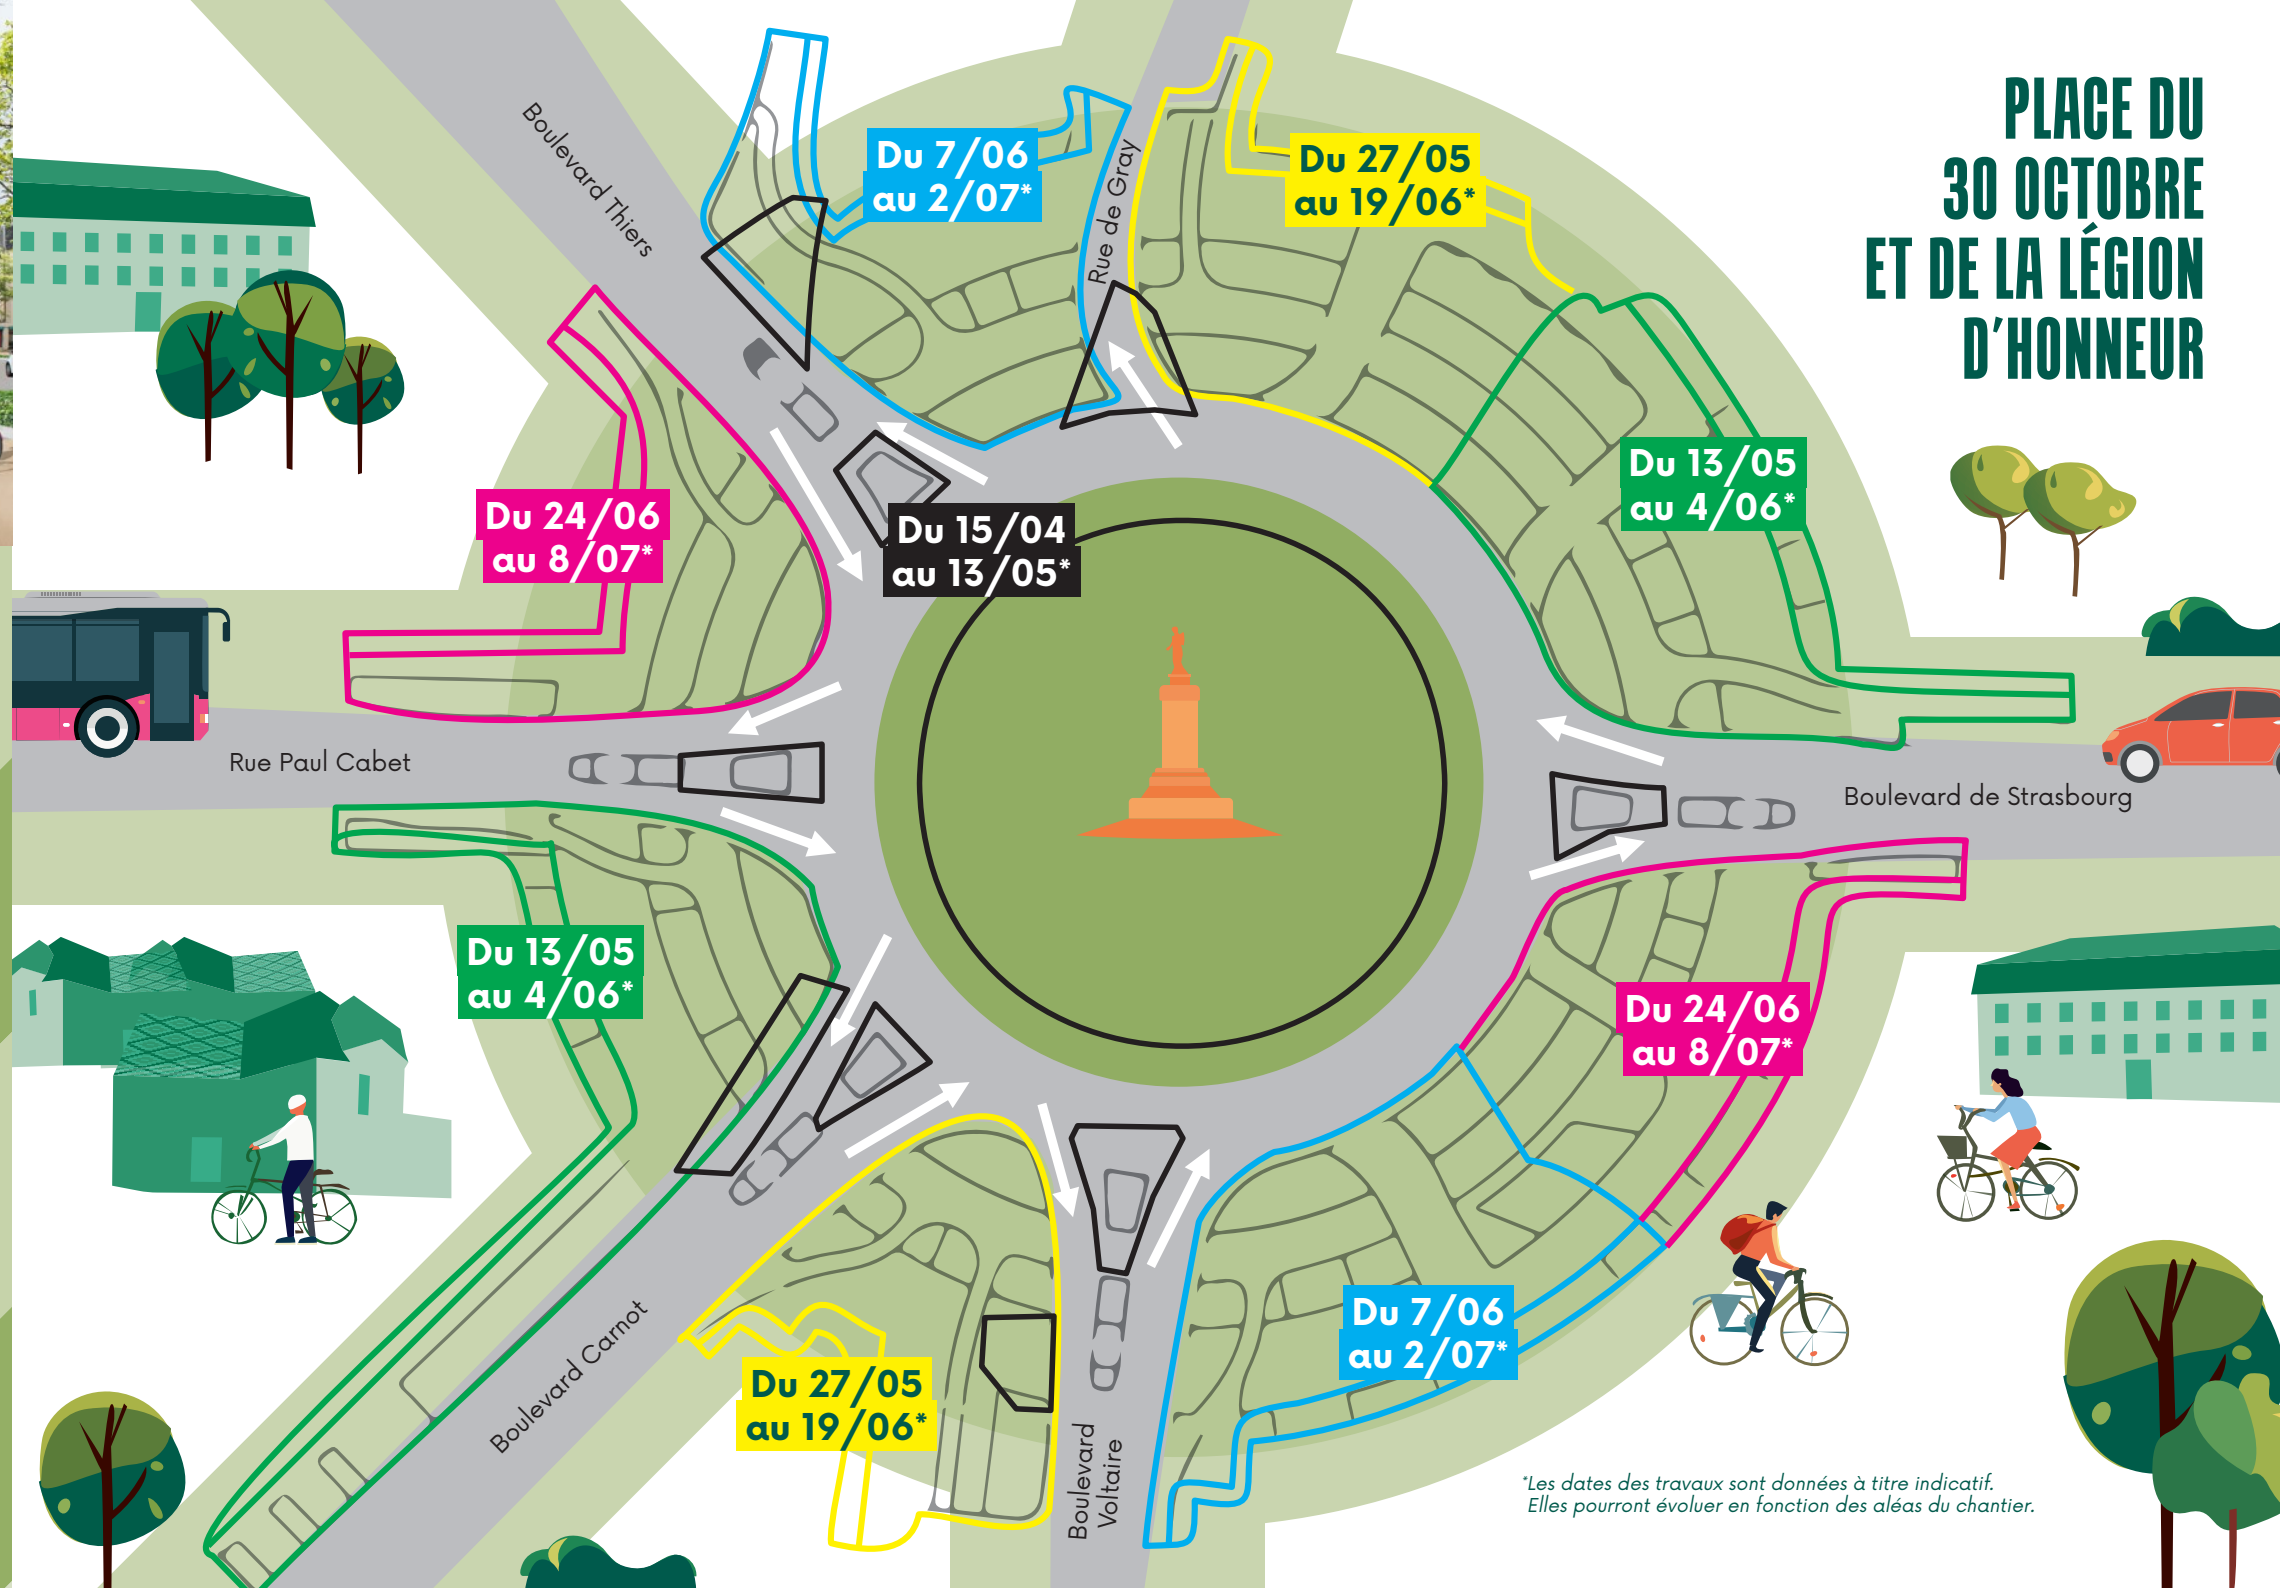 PLACE DU
30 OCTOBRE
ET DE LA LÉGION
D'HONNEUR
Boulevard Thiers
Du 7/06
au 2/07*
Rue de Gray
Du 27/05
au 19/06*
Du 13/05
au 4/06*
Du 24/06
au 8/07*
Du 15/04
au 13/05*
Rue Paul Cabet
Boulevard de Strasbourg
Du 13/05
au 4/06*
Du 24/06
au 8/07*
Boulevard Carnot
Du 27/05
au 19/06*
Boulevard
Voltaire
Du 7/06
au 2/07*
*Les dates des travaux sont données à titre indicatif.
Elles pourront évoluer en fonction des aléas du chantier.